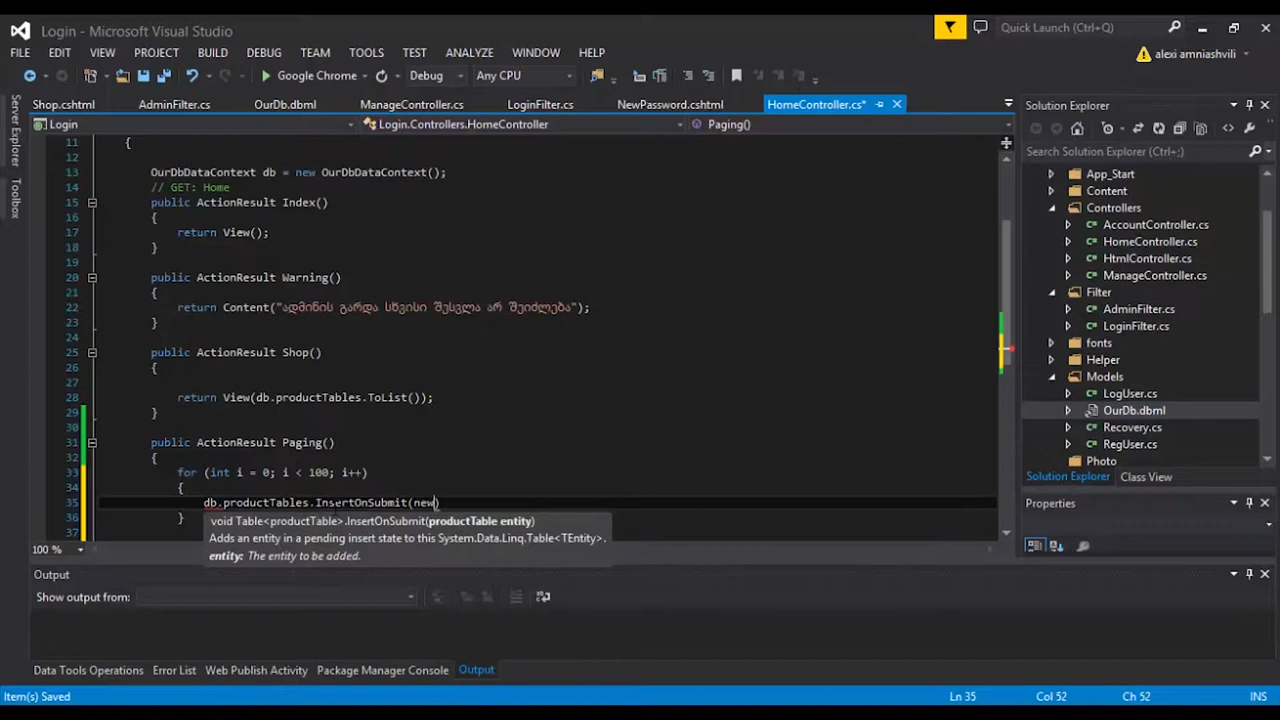 Login - Microsoft Visual Studio
Quick Launch (Ctrl+Q)
FILE EDIT VIEW PROJECT BUILD DEBUG TEAM TOOLS TEST ANALYZE WINDOW HELP
alexi amniashvili
Google Chrome Debug Any CPU
Server Explorer
Toolbox
Shop.cshtml AdminFilter.cs OurDb.dbml ManageController.cs LoginFilter.cs NewPassword.cshtml HomeController.cs*
Login Login.Controllers.HomeController Paging()
11 {
12
13 OurDbDataContext db = new OurDbDataContext();
14 // GET: Home
15 public ActionResult Index()
16 {
17 return View();
18 }
19
20 public ActionResult Warning()
21 {
22 return Content("ადმინის გარდა სხვისი შესვლა არ შეიძლება");
23 }
24
25 public ActionResult Shop()
26 {
27
28 return View(db.productTables.ToList());
29 }
30
31 public ActionResult Paging()
32 {
33 for (int i = 0; i < 100; i++)
34 {
35 db.productTables.InsertOnSubmit(new)
36 }
37
void Table<productTable>.InsertOnSubmit(productTable entity)
Adds an entity in a pending insert state to this System.Data.Linq.Table<TEntity>.
entity: The entity to be added.
100 %
Solution Explorer
Search Solution Explorer (Ctrl+;)
App_Start
Content
Controllers
AccountController.cs
HomeController.cs
HtmlController.cs
ManageController.cs
Filter
AdminFilter.cs
LoginFilter.cs
fonts
Helper
Models
LogUser.cs
OurDb.dbml
Recovery.cs
RegUser.cs
Photo
Solution Explorer Class View
Properties
Output
Show output from:
Data Tools Operations Error List Web Publish Activity Package Manager Console Output
Item(s) Saved Ln 35 Col 52 Ch 52 INS